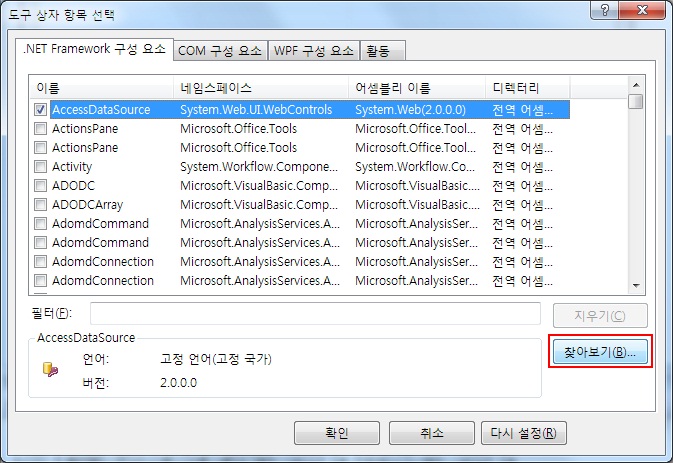 도구 상자 항목 선택
.NET Framework 구성 요소 COM 구성 요소 WPF 구성 요소 활동
이름 네임스페이스 어셈블리 이름 디렉터리
AccessDataSource System.Web.UI.WebControls System.Web(2.0.0.0) 전역 어셈...
ActionsPane Microsoft.Office.Tools Microsoft.Office.Tool... 전역 어셈...
ActionsPane Microsoft.Office.Tools Microsoft.Office.Tool... 전역 어셈...
Activity System.Workflow.Compone... System.Workflow.Co... 전역 어셈...
ADODC Microsoft.VisualBasic.Comp... Microsoft.VisualBasic.... 전역 어셈...
ADODCArray Microsoft.VisualBasic.Comp... Microsoft.VisualBasic.... 전역 어셈...
AdomdCommand Microsoft.AnalysisServices.A... Microsoft.AnalysisSer... 전역 어셈...
AdomdCommand Microsoft.AnalysisServices.A... Microsoft.AnalysisSer... 전역 어셈...
AdomdConnection Microsoft.AnalysisServices.A... Microsoft.AnalysisSer... 전역 어셈...
AdomdConnection Microsoft.AnalysisServices.A... Microsoft.AnalysisSer... 전역 어셈...
필터(F): 지우기(C)
AccessDataSource 찾아보기(B)...
언어: 고정 언어(고정 국가)
버전: 2.0.0.0
확인 취소 다시 설정(R)